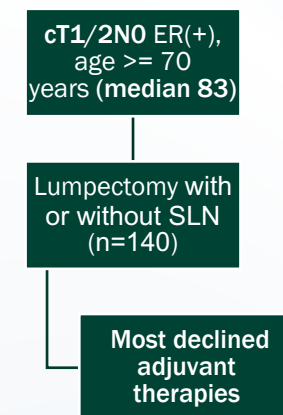 cT1/2N0 ER(+),
age >= 70
years (median 83)
Lumpectomy with
or without SLN
(n=140)
Most declined
adjuvant
therapies